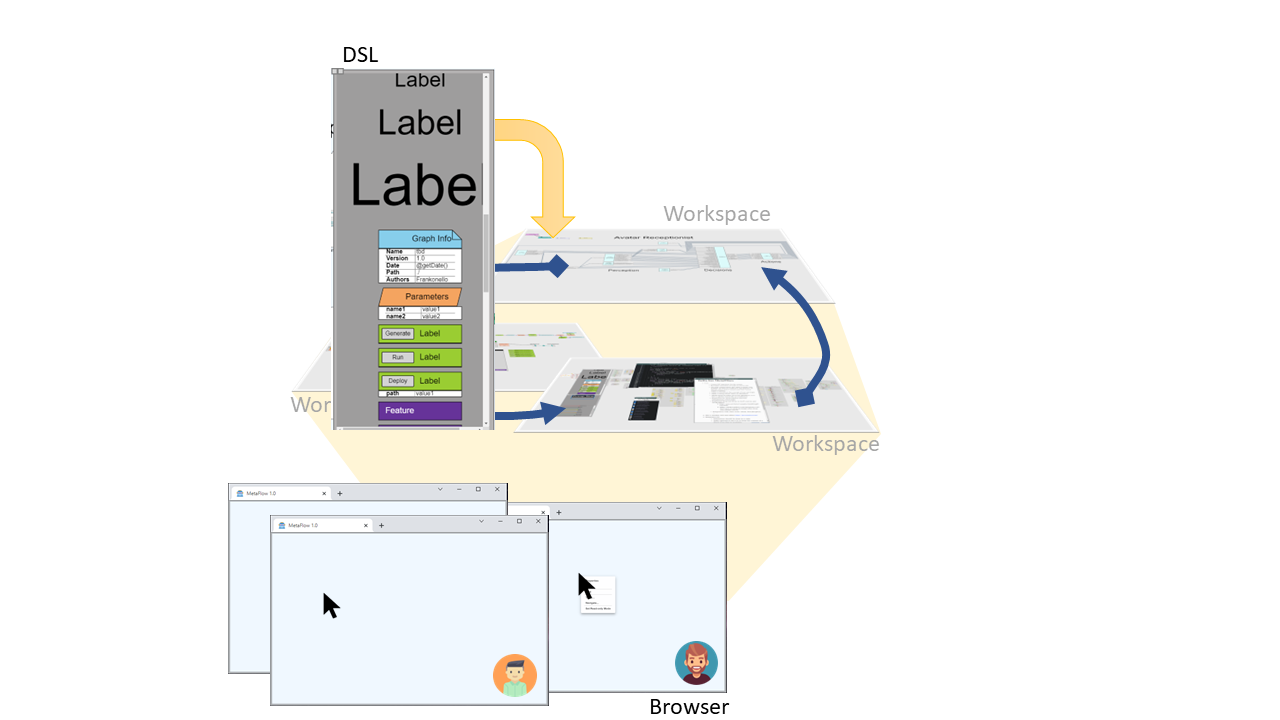 DSL
Label
Label
Labe
Graph Info
Name tbd
Version 1.0
Date @getDate()
Path ./
Authors Frankonello
Parameters
name1 value1
name2 value2
Generate Label
Run Label
Deploy Label
path value1
Feature
Workspace
Avatar Receptionist
Perception
Decisions
Actions
Wor
Workspace
MetaFlow 1.0
MetaFlow 1.0
Browser